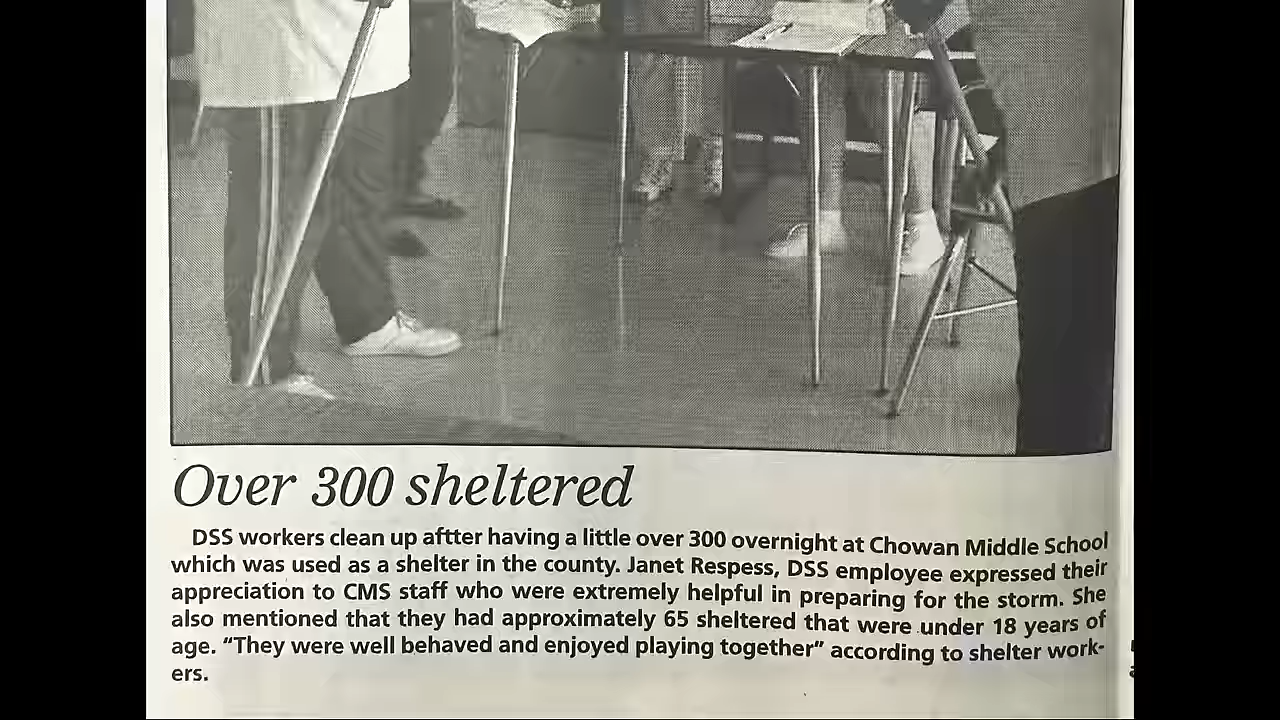 Over 300 sheltered
DSS workers clean up aftter having a little over 300 overnight at Chowan Middle School
which was used as a shelter in the county. Janet Respess, DSS employee expressed their
appreciation to CMS staff who were extremely helpful in preparing for the storm. She
also mentioned that they had approximately 65 sheltered that were under 18 years of
age. “They were well behaved and enjoyed playing together” according to shelter work-
ers.